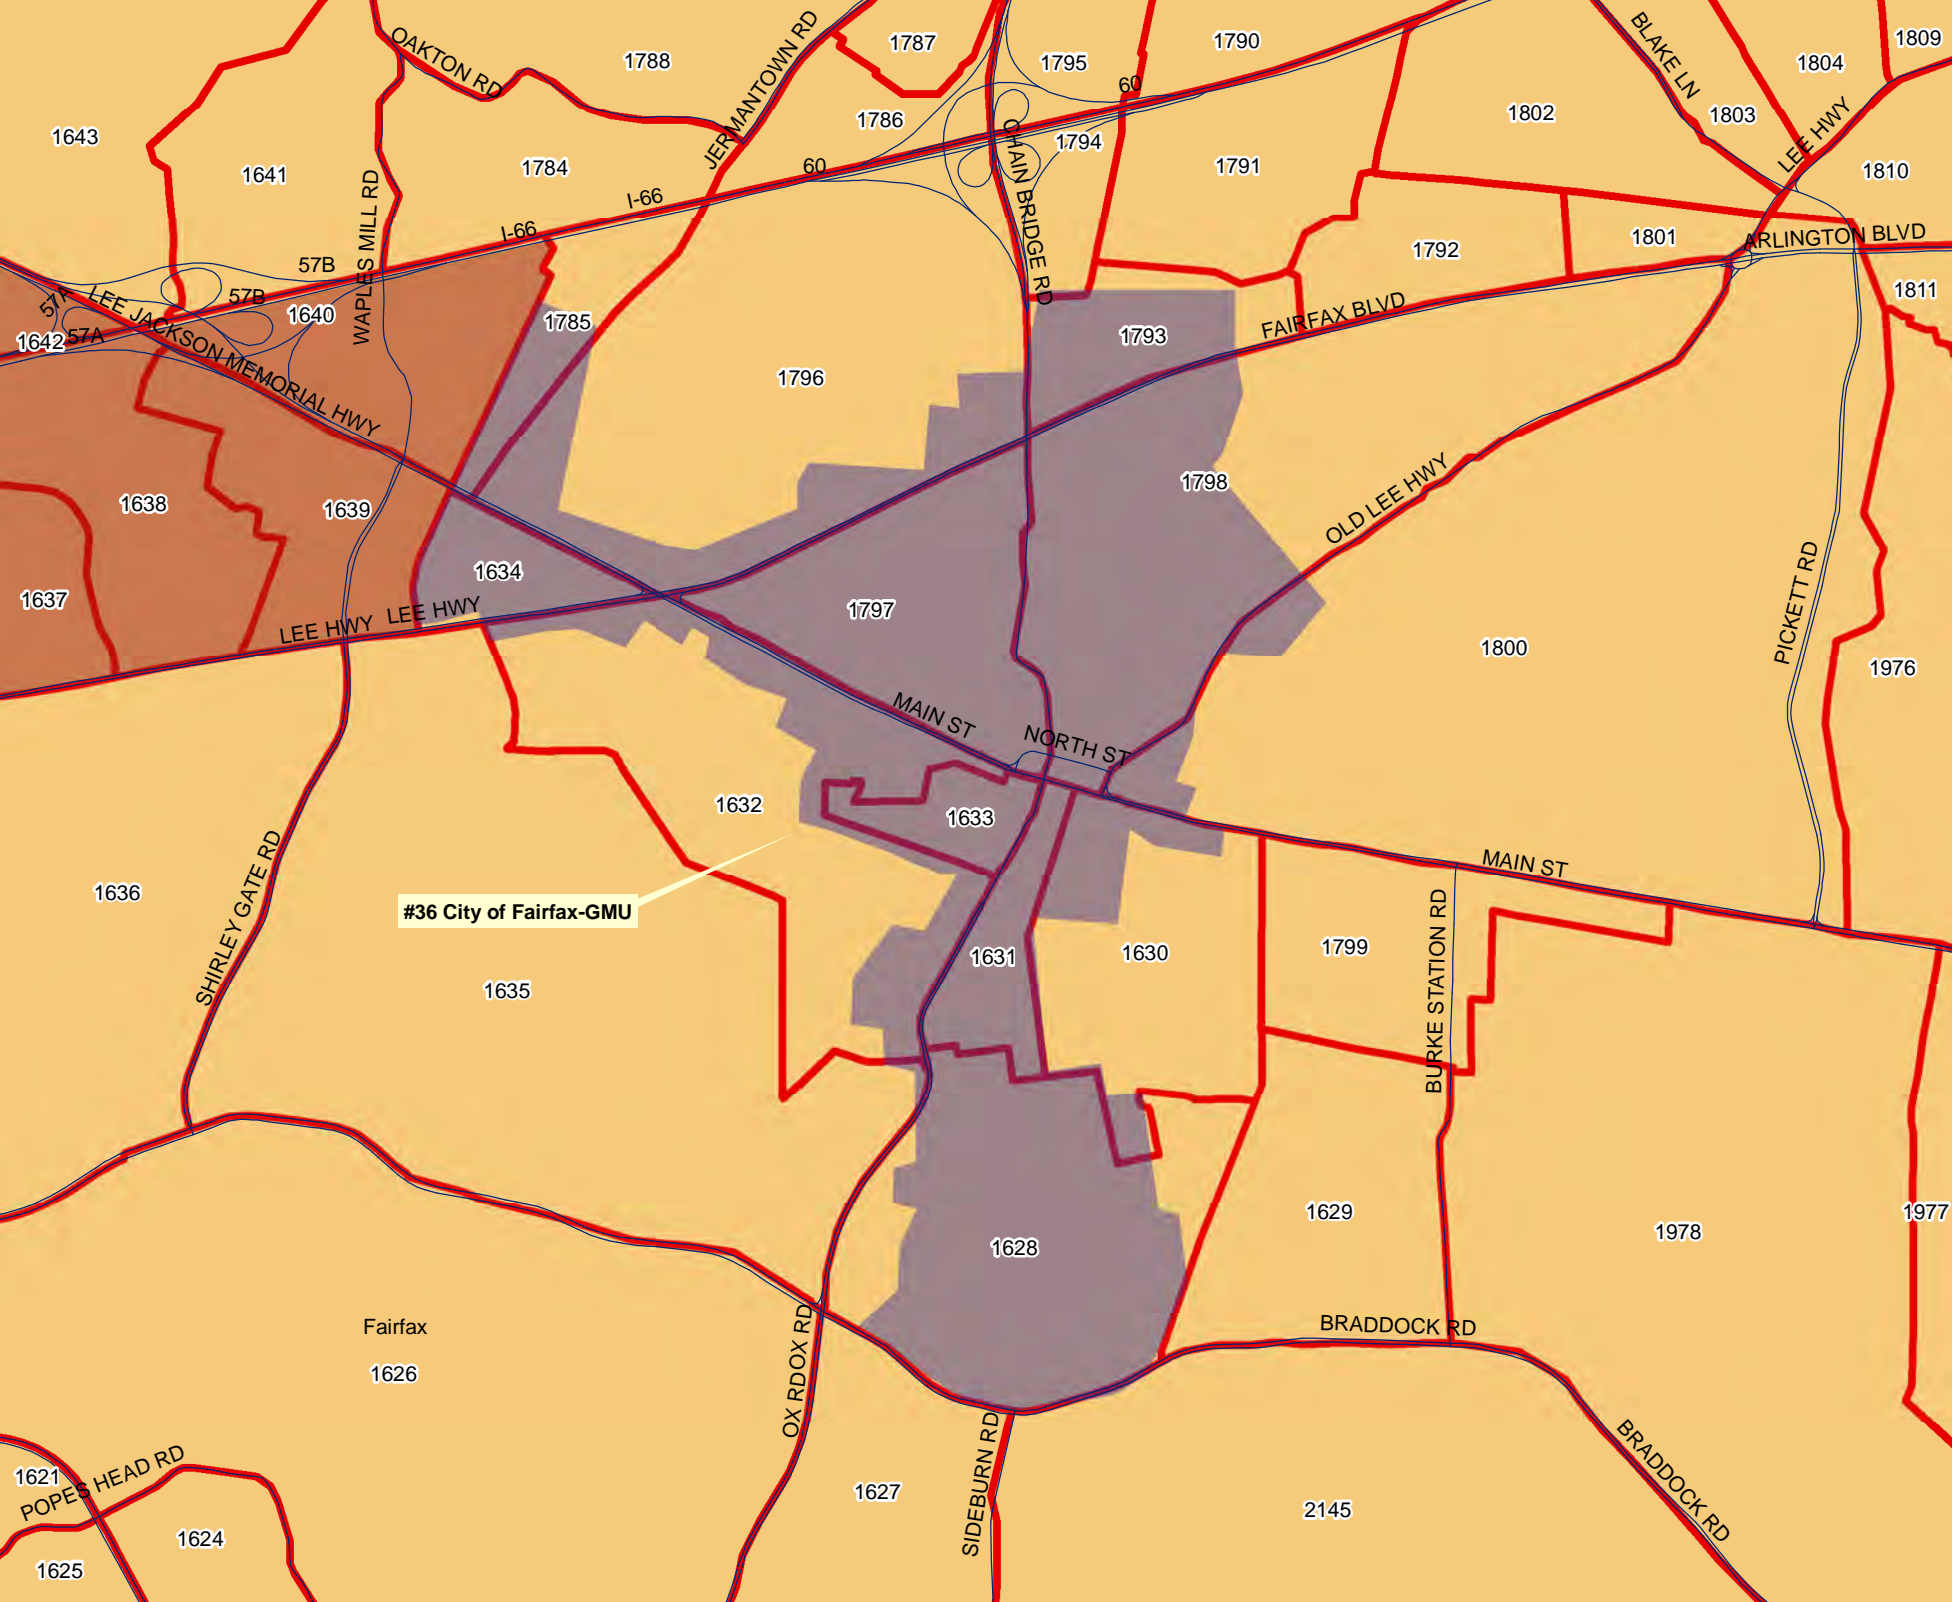 1787
1790
1809
OAKTON RD
1788
JERMANTOWN RD
1795
BLAKE LN
1804
60
1643
1786
CHAIN BRIDGE RD
1794
1802
1803
LEE HWY
1641
1784
60
1791
1810
WAPLES MILL RD
I-66
I-66
57B
1792
1801
ARLINGTON BLVD
57A
57B
LEE JACKSON MEMORIAL HWY
1640
1785
1793
FAIRFAX BLVD
1811
1642
57A
1796
1638
1639
1798
OLD LEE HWY
1634
1637
LEE HWY
LEE HWY
1797
PICKETT RD
1800
1976
MAIN ST
NORTH ST
1632
1633
SHIRLEY GATE RD
1636
MAIN ST
#36 City of Fairfax-GMU
1635
1631
1630
1799
BURKE STATION RD
1629
1978
1977
1628
Fairfax
1626
OX RD
OX RD
BRADDOCK RD
1621
POPES HEAD RD
1627
SIDEBURN RD
2145
BRADDOCK RD
1624
1625